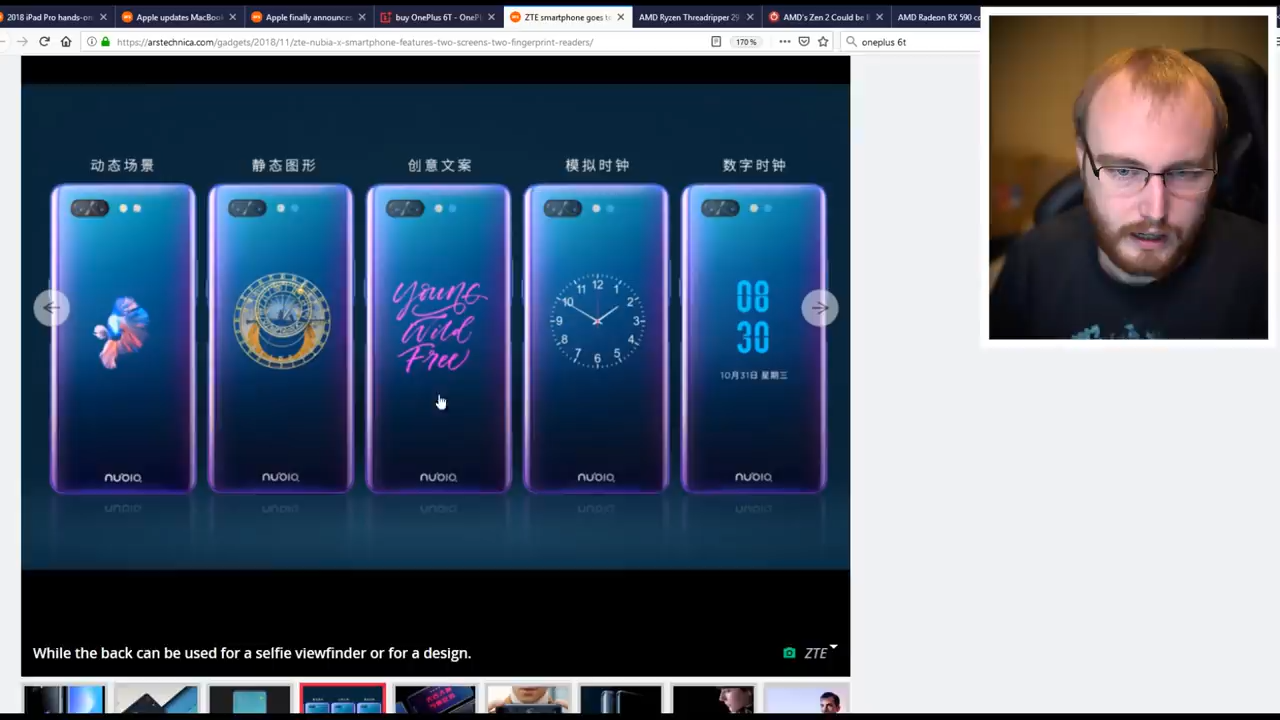 2018 iPad Pro hands-on
Apple updates MacBo
Apple finally announces
buy OnePlus 6T - OnePl
ZTE smartphone goes t
AMD Ryzen Threadripper 29
AMD's Zen 2 Could be
AMD Radeon RX 590 co
https://arstechnica.com/gadgets/2018/11/zte-nubia-x-smartphone-features-two-screens-two-fingerprint-readers/
170%
oneplus 6t
动态场景 静态图形 创意文案 模拟时钟 数字时钟
Young
Wild
Free
12
11 1
10 2
9 3
8 4
7 5
6
08
30
10月31日 星期三
nubia nubia nubia nubia nubia
While the back can be used for a selfie viewfinder or for a design.
ZTE